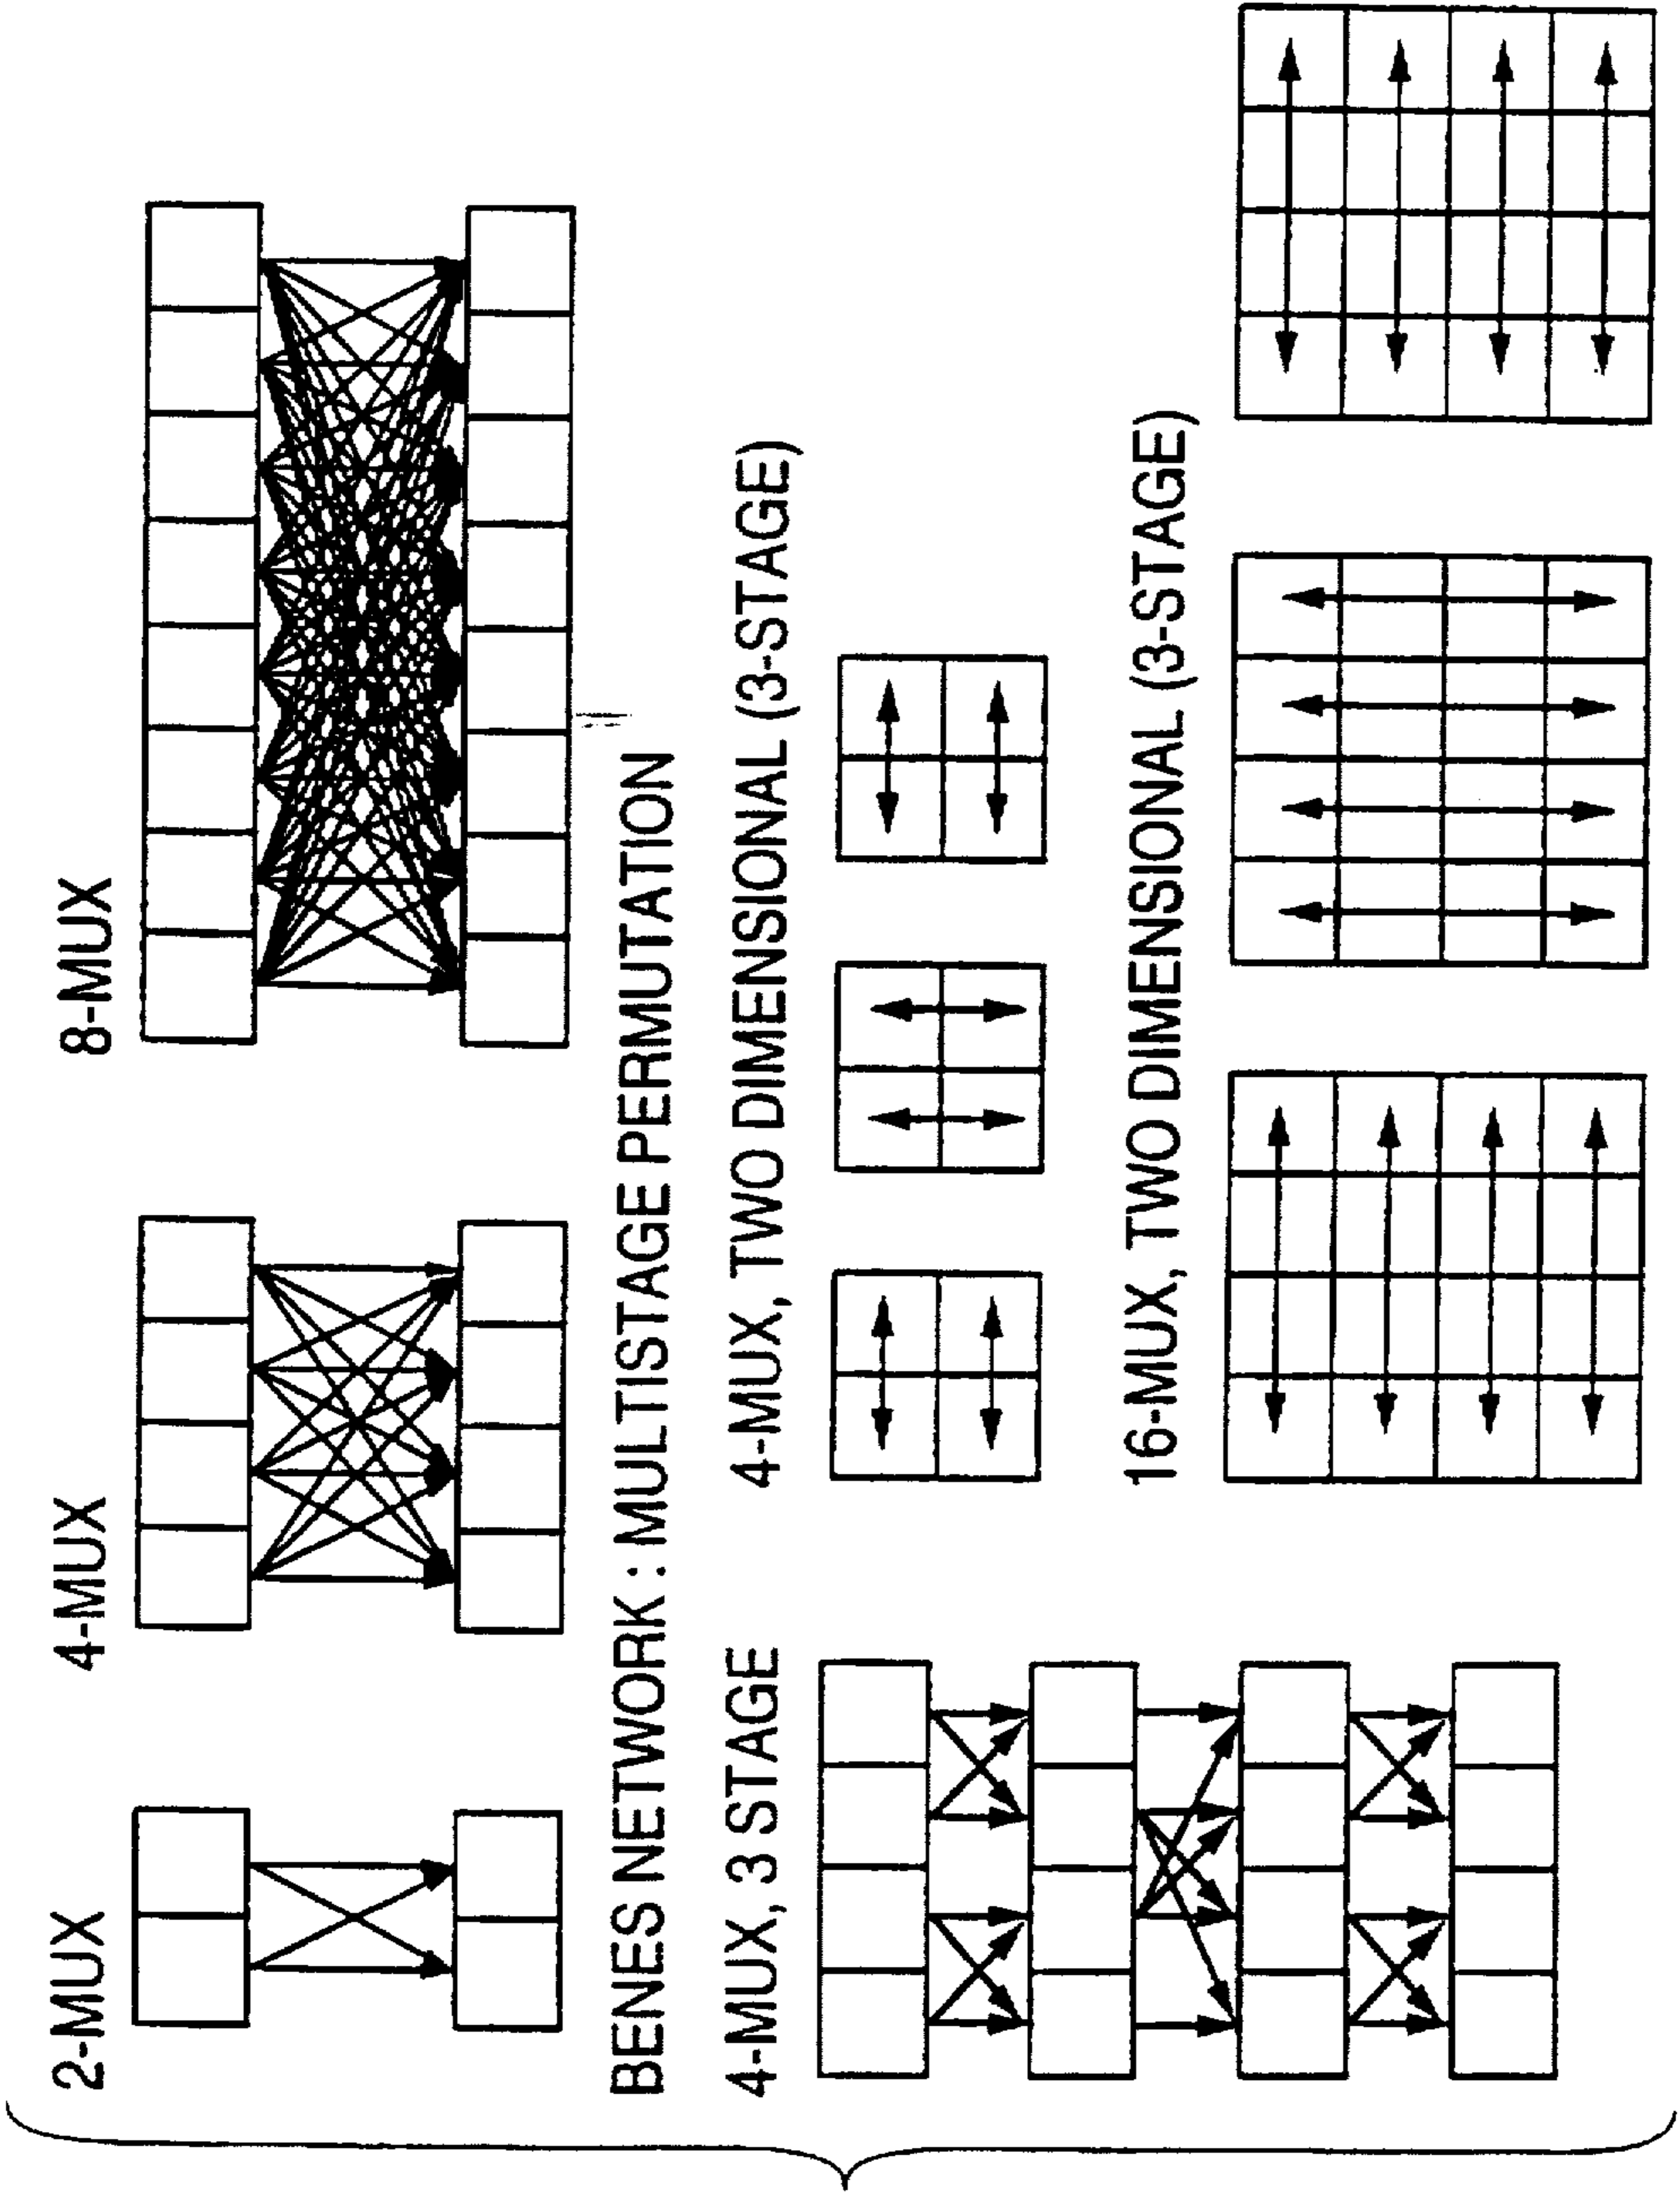 2-MUX
4-MUX
8-MUX
BENES NETWORK : MULTISTAGE PERMUTATION
4-MUX, 3 STAGE
4-MUX, TWO DIMENSIONAL (3-STAGE)
16-MUX, TWO DIMENSIONAL (3-STAGE)